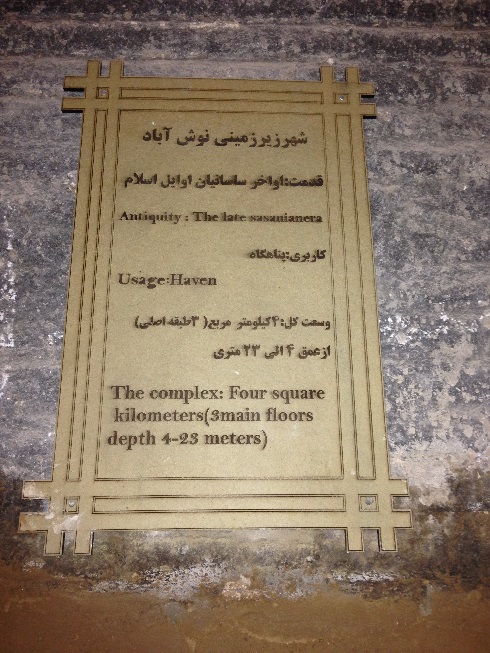 شهرزیرزمینی نوش آباد
قدمت:اواخر ساسانیان اوایل اسلام
Antiquity : The late sasanianera
کاربری:پناهگاه
Usage:Haven
وسعت کل:۴کیلومتر مربع( ۳طبقه اصلی)
ازعمق ۴ الی ۲۳ متری
The complex: Four square
kilometers(3main floors
depth 4-23 meters)